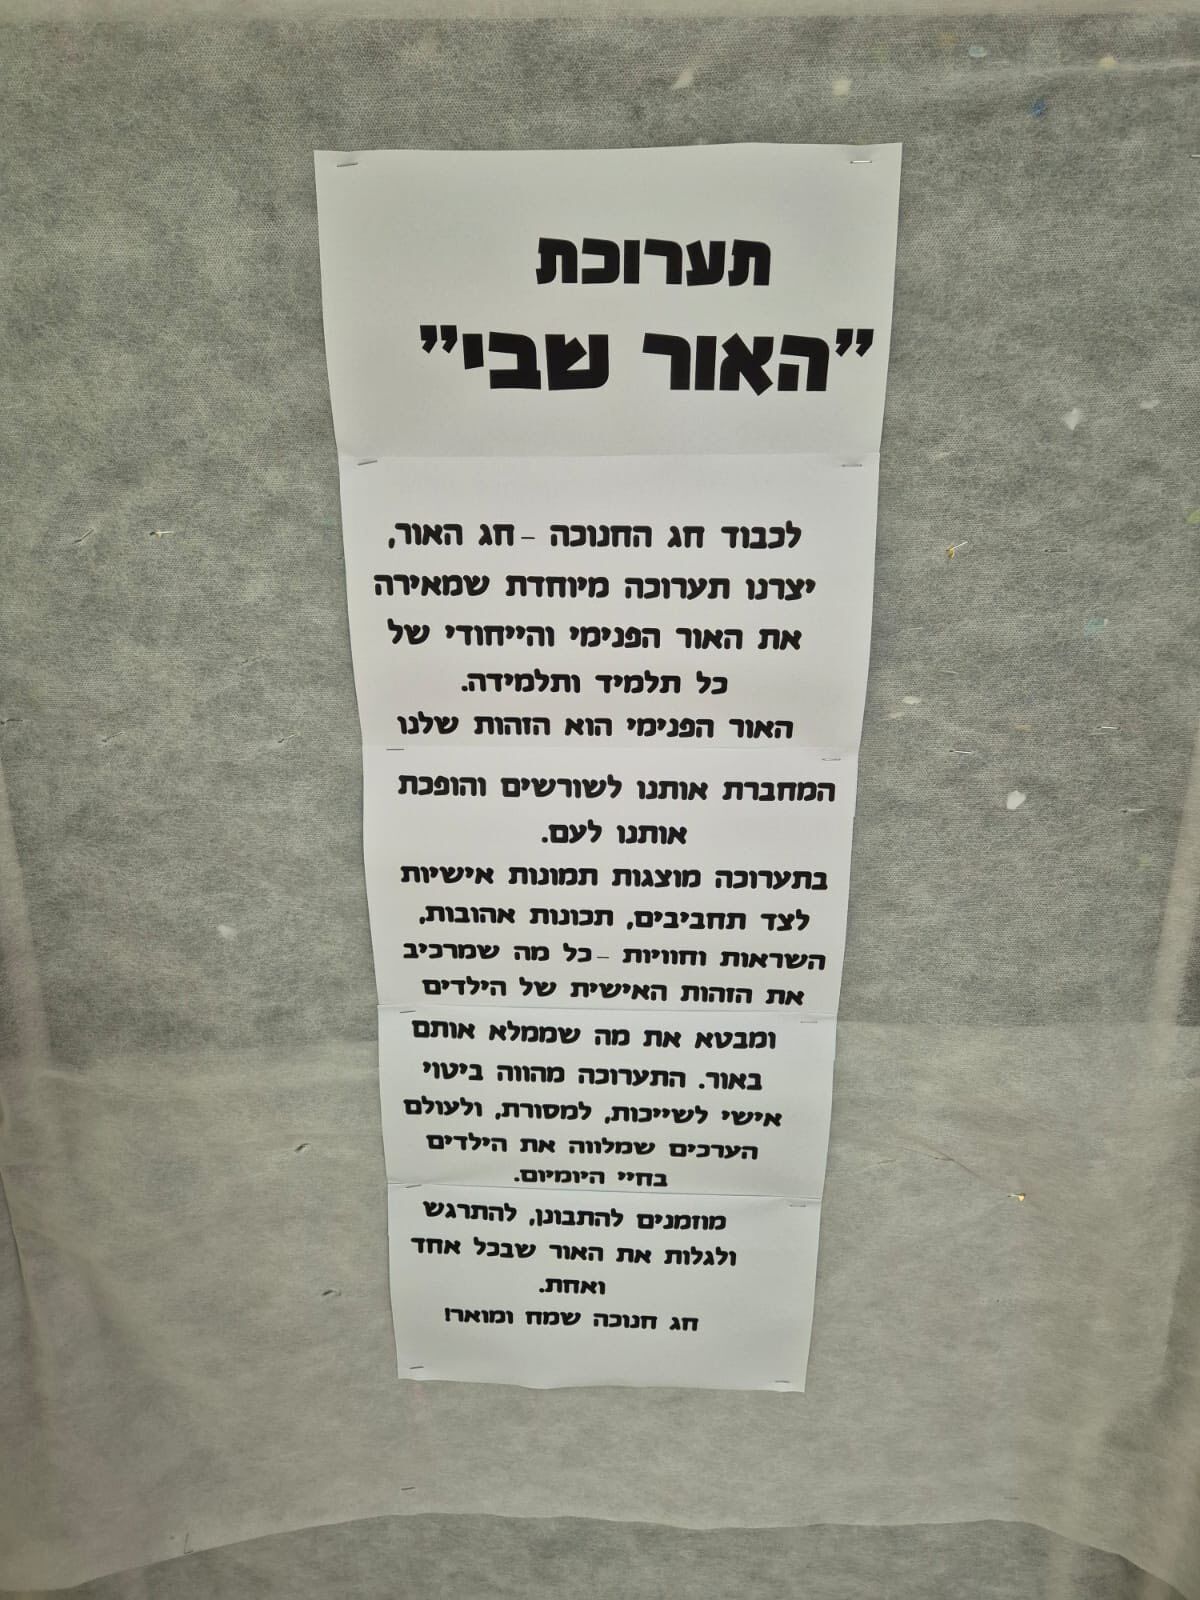 תערוכת
"האור שבי"
לכבוד חג החנוכה – חג האור,
יצרנו תערוכה מיוחדת שמאירה
את האור הפנימי והייחודי של
כל תלמיד ותלמידה.
האור הפנימי הוא הזהות שלנו
המחברת אותנו לשורשים והופכת
אותנו לעם.
בתערוכה מוצגות תמונות אישיות
לצד תחביבים, תכונות אהובות,
השראות וחוויות – כל מה שמרכיב
את הזהות האישית של הילדים
ומבטא את מה שממלא אותם
באור. התערוכה מהווה ביטוי
אישי לשייכות, למסורת, ולעולם
הערכים שמלווה את הילדים
בחיי היומיום.
מוזמנים להתבונן, להתרגש
ולגלות את האור שבכל אחד
ואחת.
חג חנוכה שמח ומואר!